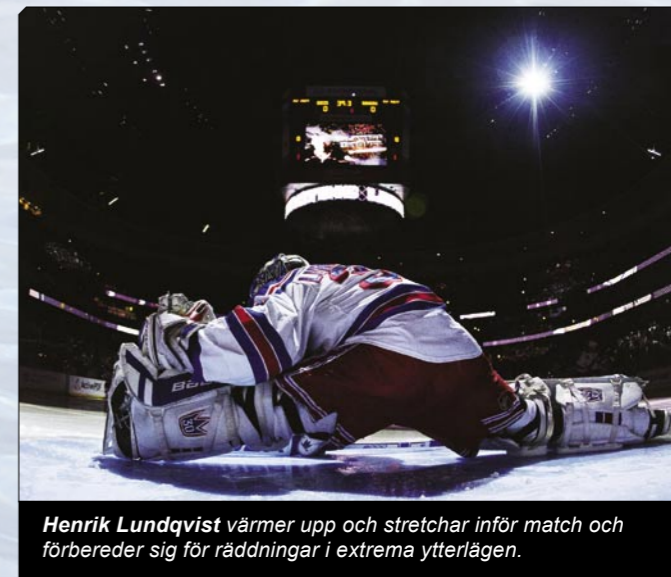 Henrik Lundqvist värmer upp och stretchar inför match och
förbereder sig för räddningar i extrema ytterlägen.